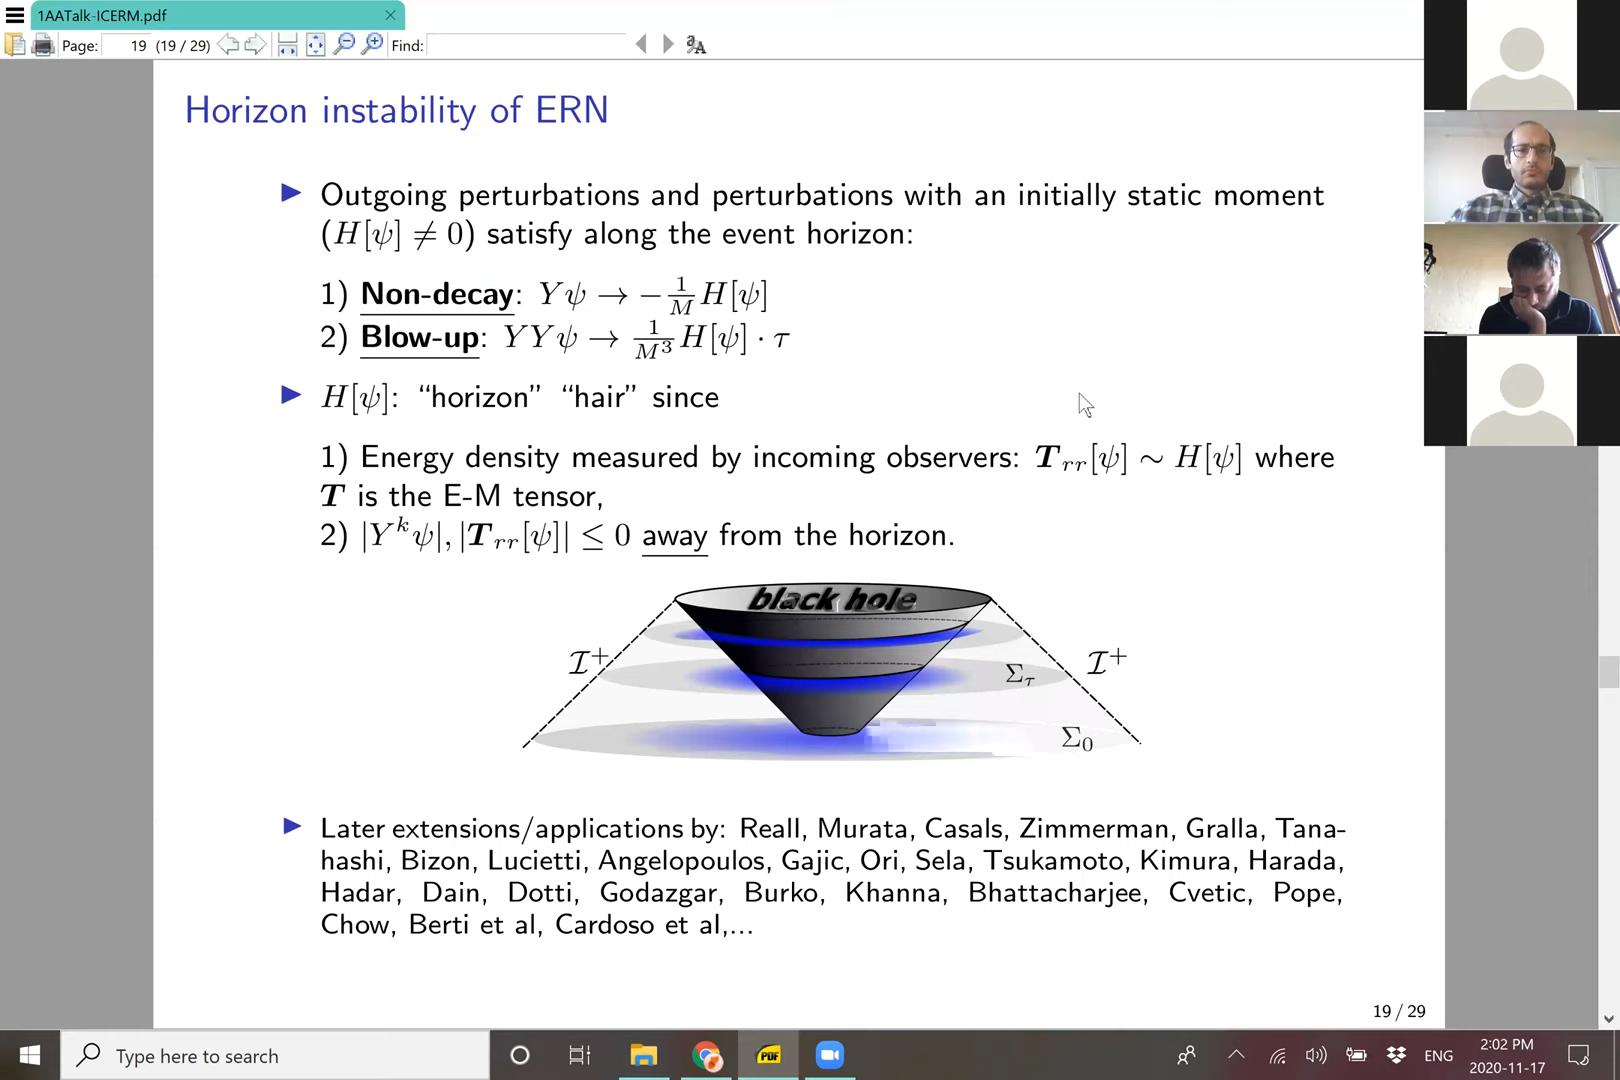 1AATalk-ICERM.pdf
Page: 19 (19 / 29) Find:
Horizon instability of ERN
Outgoing perturbations and perturbations with an initially static moment
(H[ψ] ≠ 0) satisfy along the event horizon:
1) Non-decay: Yψ → −1/M H[ψ]
2) Blow-up: YYψ → 1/M³ H[ψ] · τ
H[ψ]: “horizon” “hair” since
1) Energy density measured by incoming observers: T_rr[ψ] ∼ H[ψ] where
T is the E-M tensor,
2) |Y^kψ|, |T_rr[ψ]| ≤ 0 away from the horizon.
black hole
I⁺ I⁺
Σ_τ
Σ₀
Later extensions/applications by: Reall, Murata, Casals, Zimmerman, Gralla, Tana-
hashi, Bizon, Lucietti, Angelopoulos, Gajic, Ori, Sela, Tsukamoto, Kimura, Harada,
Hadar, Dain, Dotti, Godazgar, Burko, Khanna, Bhattacharjee, Cvetic, Pope,
Chow, Berti et al, Cardoso et al,...
19 / 29
Type here to search
PDF
ENG
2:02 PM
2020-11-17